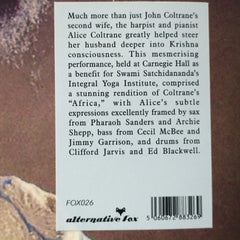 Much more than just John Coltrane's
second wife, the harpist and pianist
Alice Coltrane greatly helped steer
her husband deeper into Krishna
consciousness. This mesmerising
performance, held at Carnegie Hall as
a benefit for Swami Satchidananda's
Integral Yoga Institute, comprised
a stunning rendition of Coltrane's
"Africa," with Alice's subtle
expressions excellently framed by sax
from Pharaoh Sanders and Archie
Shepp, bass from Cecil McBee and
Jimmy Garrison, and drums from
Clifford Jarvis and Ed Blackwell.
FOX026
alternative Fox
5 060672 883269